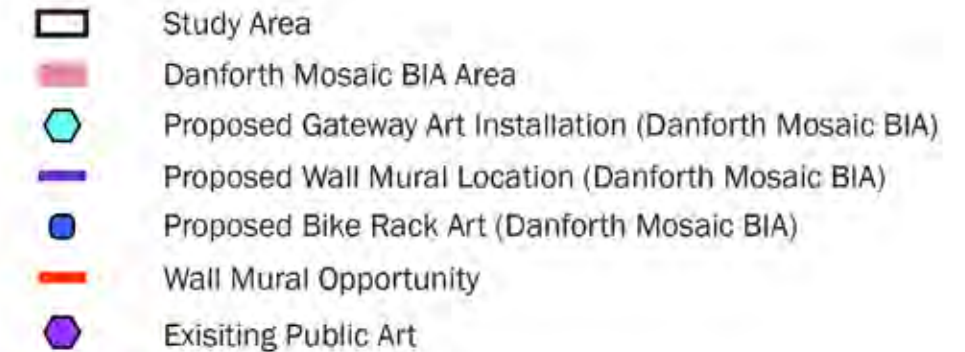 Study Area
Danforth Mosaic BIA Area
Proposed Gateway Art Installation (Danforth Mosaic BIA)
Proposed Wall Mural Location (Danforth Mosaic BIA)
Proposed Bike Rack Art (Danforth Mosaic BIA)
Wall Mural Opportunity
Exisiting Public Art